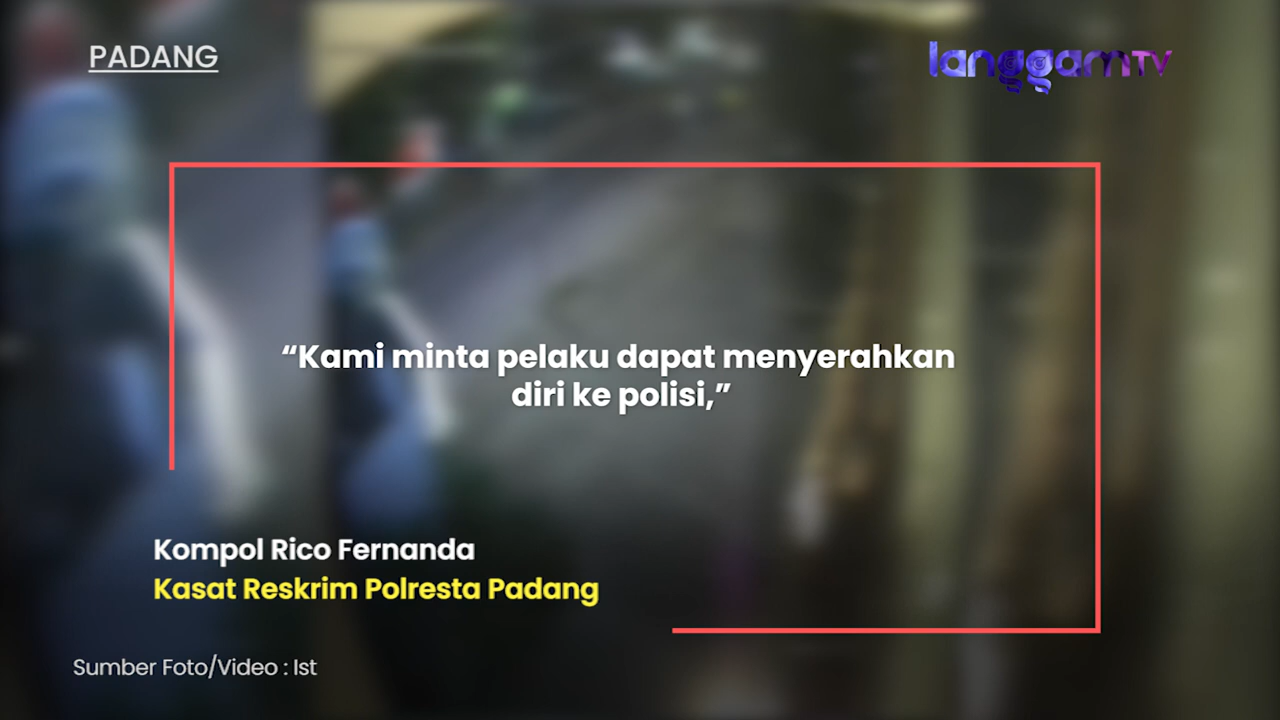 PADANG
langgamTV
“Kami minta pelaku dapat menyerahkan
diri ke polisi,”
Kompol Rico Fernanda
Kasat Reskrim Polresta Padang
Sumber Foto/Video : Ist